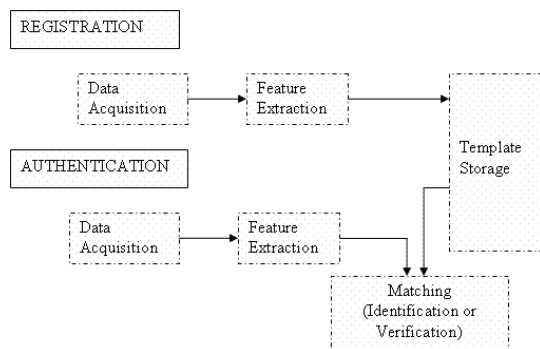 REGISTRATION
Data
Acquisition
Feature
Extraction
Template
Storage
AUTHENTICATION
Data
Acquisition
Feature
Extraction
Matching
(Identification or
Verification)